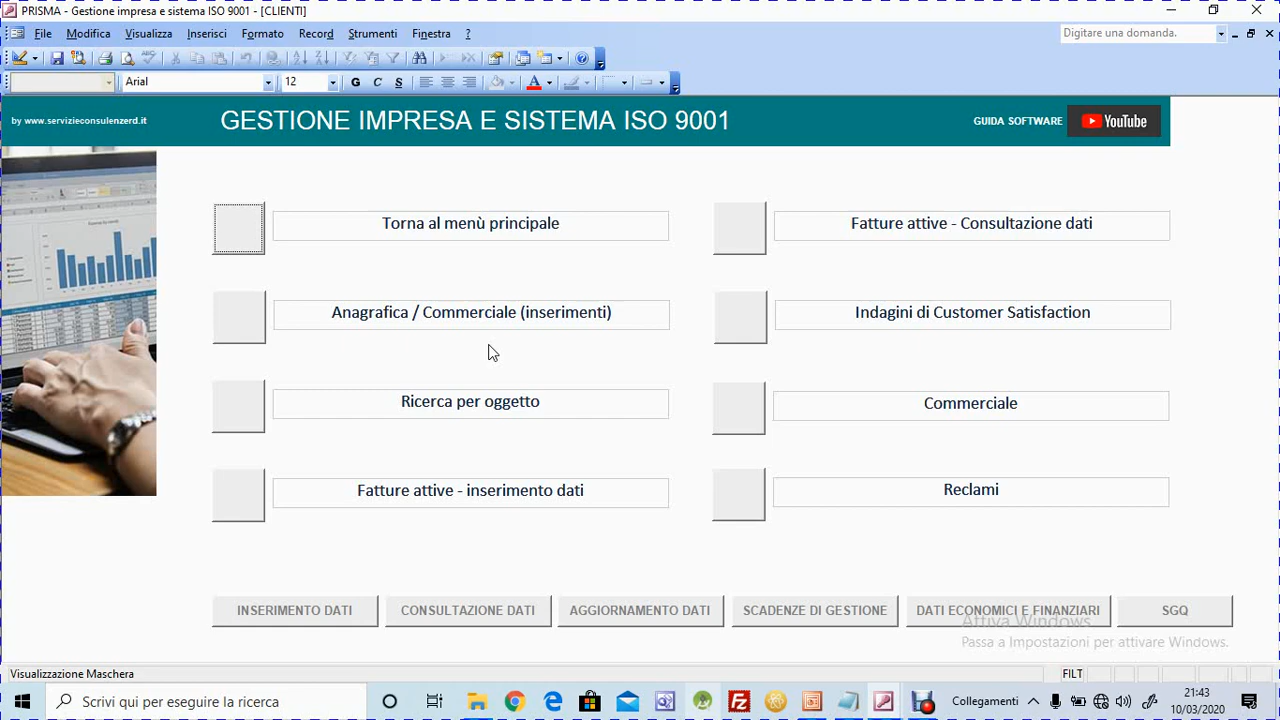 PRISMA - Gestione impresa e sistema ISO 9001 - [CLIENTI]
File Modifica Visualizza Inserisci Formato Record Strumenti Finestra ?
Digitare una domanda.
Arial 12 G C S A
by www.servizieconsulenzerd.it
GESTIONE IMPRESA E SISTEMA ISO 9001
GUIDA SOFTWARE
YouTube
Torna al menù principale
Fatture attive - Consultazione dati
Anagrafica / Commerciale (inserimenti)
Indagini di Customer Satisfaction
Ricerca per oggetto
Commerciale
Fatture attive - inserimento dati
Reclami
INSERIMENTO DATI CONSULTAZIONE DATI AGGIORNAMENTO DATI SCADENZE DI GESTIONE DATI ECONOMICI E FINANZIARI SGQ
Attiva Windows
Passa a Impostazioni per attivare Windows.
Visualizzazione Maschera
FILT
Scrivi qui per eseguire la ricerca
Collegamenti
21:43
10/03/2020